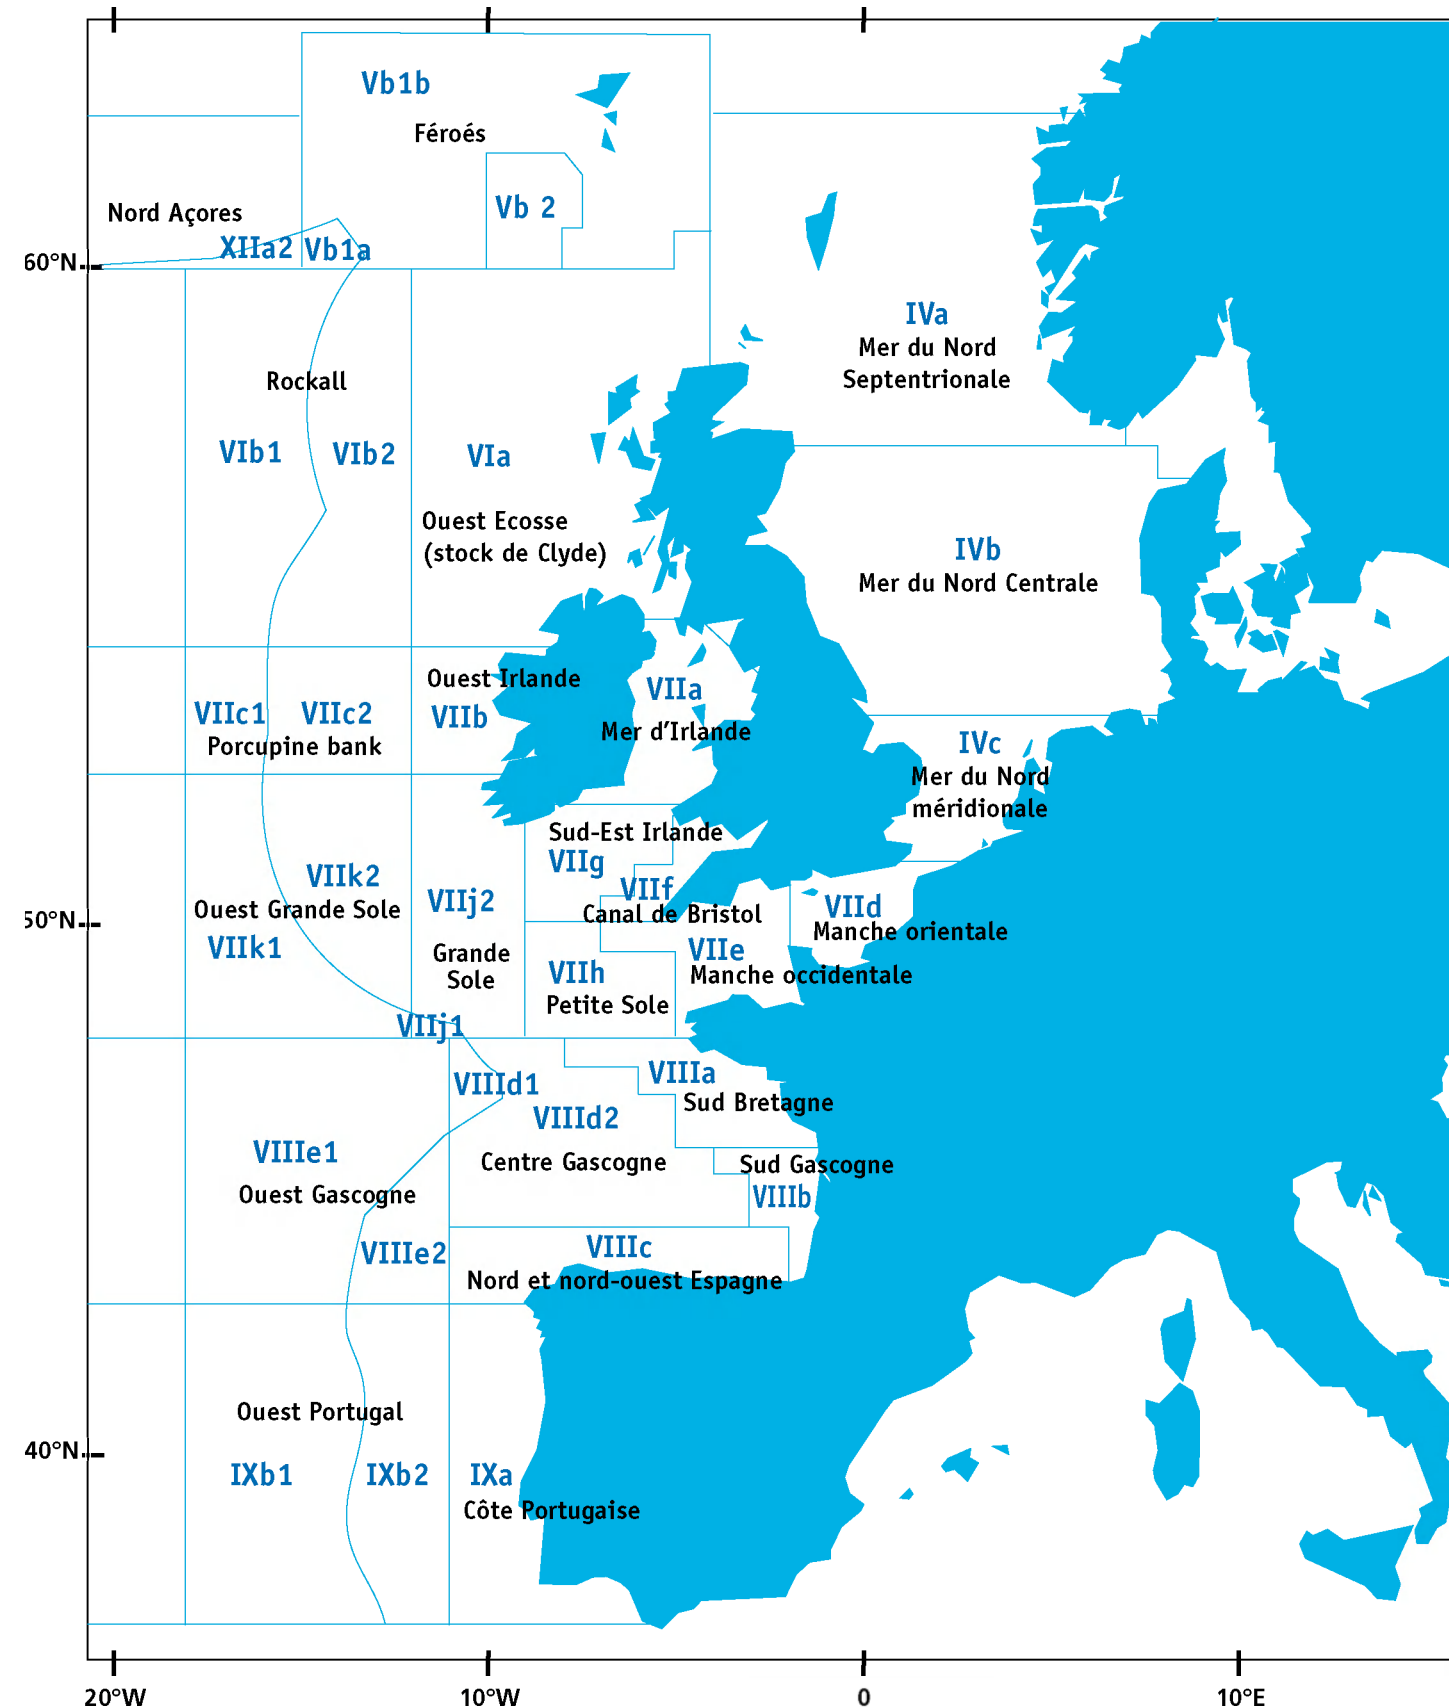 Vb1b
Féroés
Vb 2
Nord Açores
XIIa2
Vb1a
60°N
IVa
Mer du Nord
Septentrionale
Rockall
VIb1
VIb2
VIa
Ouest Ecosse
(stock de Clyde)
IVb
Mer du Nord Centrale
Ouest Irlande
VIIa
VIIc1
VIIc2
VIIb
Porcupine bank
Mer d'Irlande
IVc
Mer du Nord
méridionale
Sud-Est Irlande
VIIg
VIIk2
VIIf
VIIj2
Ouest Grande Sole
Canal de Bristol
VIId
50°N
Manche orientale
VIIk1
Grande
Sole
VIIe
VIIh
Manche occidentale
Petite Sole
VIIj1
VIIId1
VIIIa
Sud Bretagne
VIIId2
VIIIe1
Centre Gascogne
Sud Gascogne
Ouest Gascogne
VIIIb
VIIIe2
VIIIc
Nord et nord-ouest Espagne
Ouest Portugal
40°N
IXb1
IXb2
IXa
Côte Portugaise
20°W
10°W
0
10°E